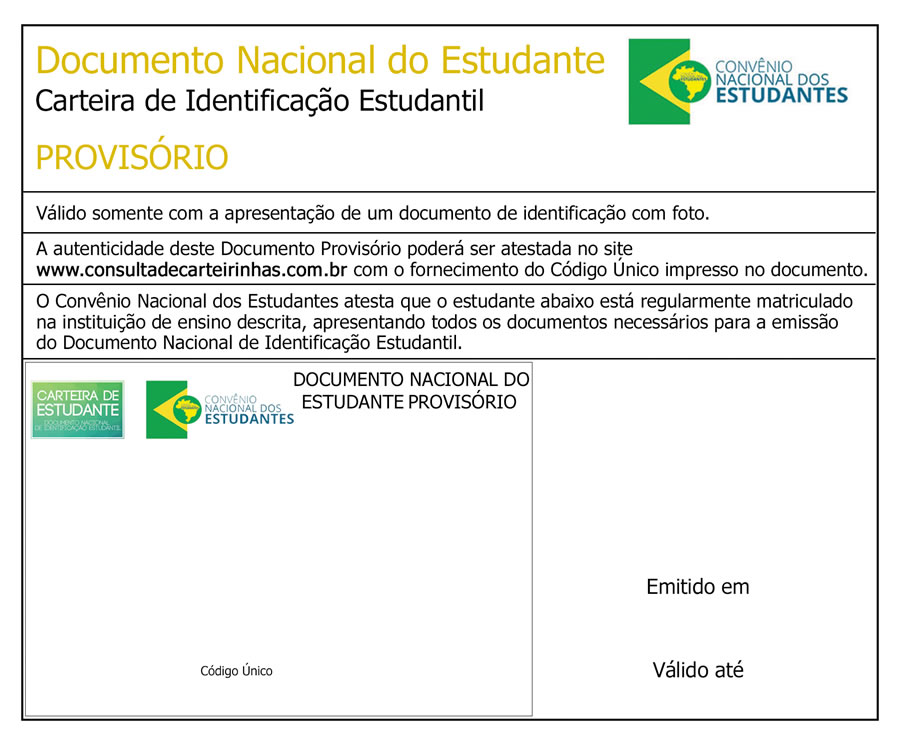 Documento Nacional do Estudante
Carteira de Identificação Estudantil
CONVÊNIO
NACIONAL DOS
ESTUDANTES
PROVISÓRIO
Válido somente com a apresentação de um documento de identificação com foto.
A autenticidade deste Documento Provisório poderá ser atestada no site
www.consultadecarteirinhas.com.br com o fornecimento do Código Único impresso no documento.
O Convênio Nacional dos Estudantes atesta que o estudante abaixo está regularmente matriculado
na instituição de ensino descrita, apresentando todos os documentos necessários para a emissão
do Documento Nacional de Identificação Estudantil.
CARTEIRA DE
ESTUDANTE
DOCUMENTO NACIONAL
DE IDENTIFICAÇÃO ESTUDANTIL
CONVÊNIO
NACIONAL DOS
ESTUDANTES
DOCUMENTO NACIONAL DO
ESTUDANTE PROVISÓRIO
Emitido em
Código Único
Válido até